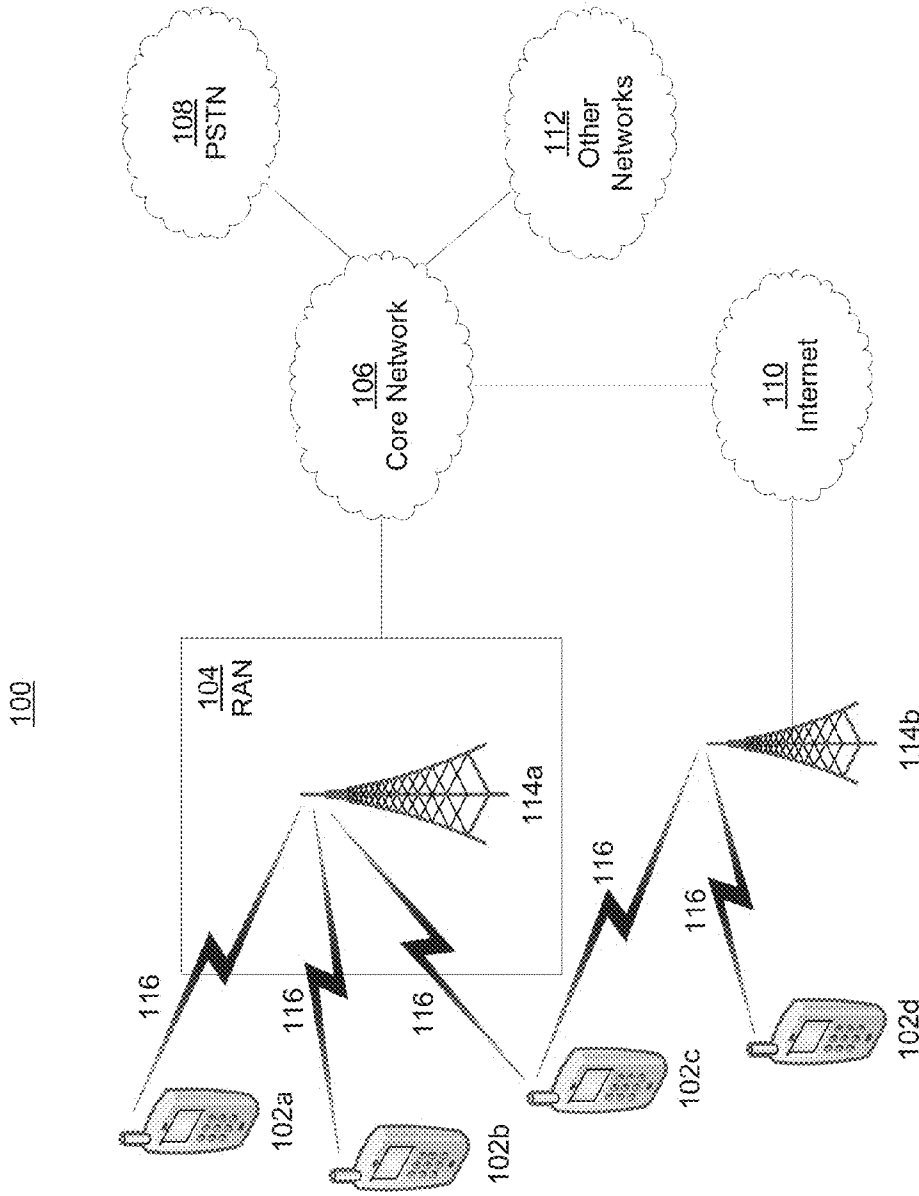 100
108
PSTN
106
Core Network
112
Other
Networks
104
RAN
114a
110
Internet
116
116
116
116
116
102a
102b
102c
102d
114b